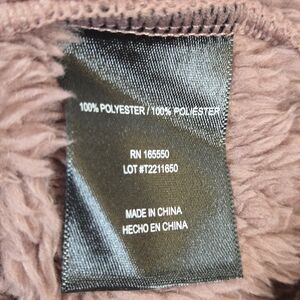 100% POLYESTER / 100% POLIESTER
RN 165550
LOT #T2211650
MADE IN CHINA
HECHO EN CHINA